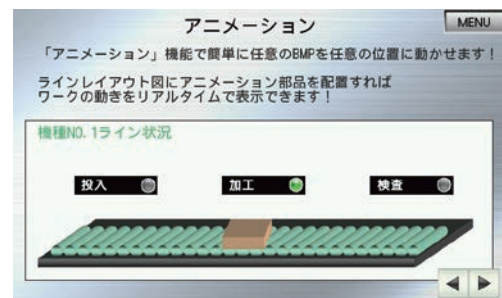 アニメーション
MENU
「アニメーション」機能で簡単に任意のBMPを任意の位置に動かせます！
ラインレイアウト図にアニメーション部品を配置すれば
ワークの動きをリアルタイムで表示できます！
機種NO.1ライン状況
投入
加工
検査